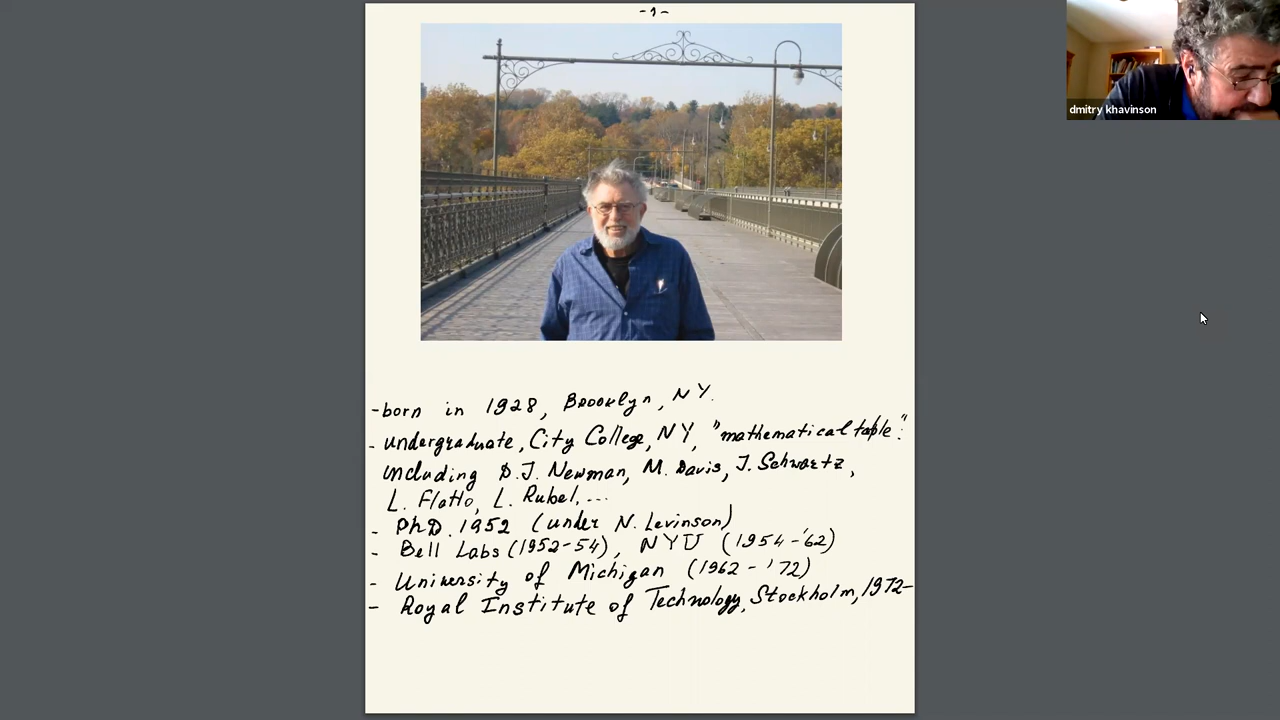 -1-
dmitry khavinson
-born in 1928, Brooklyn, NY.
- undergraduate, City College, NY, "mathematical table":
including D.J. Newman, M. Davis, J. Schwartz,
L. Flatto, L. Rubel, ...
- PhD. 1952 (under N. Levinson)
- Bell Labs (1952-54), NYU (1954-'62)
- University of Michigan (1962-'72)
- Royal Institute of Technology, Stockholm, 1972-